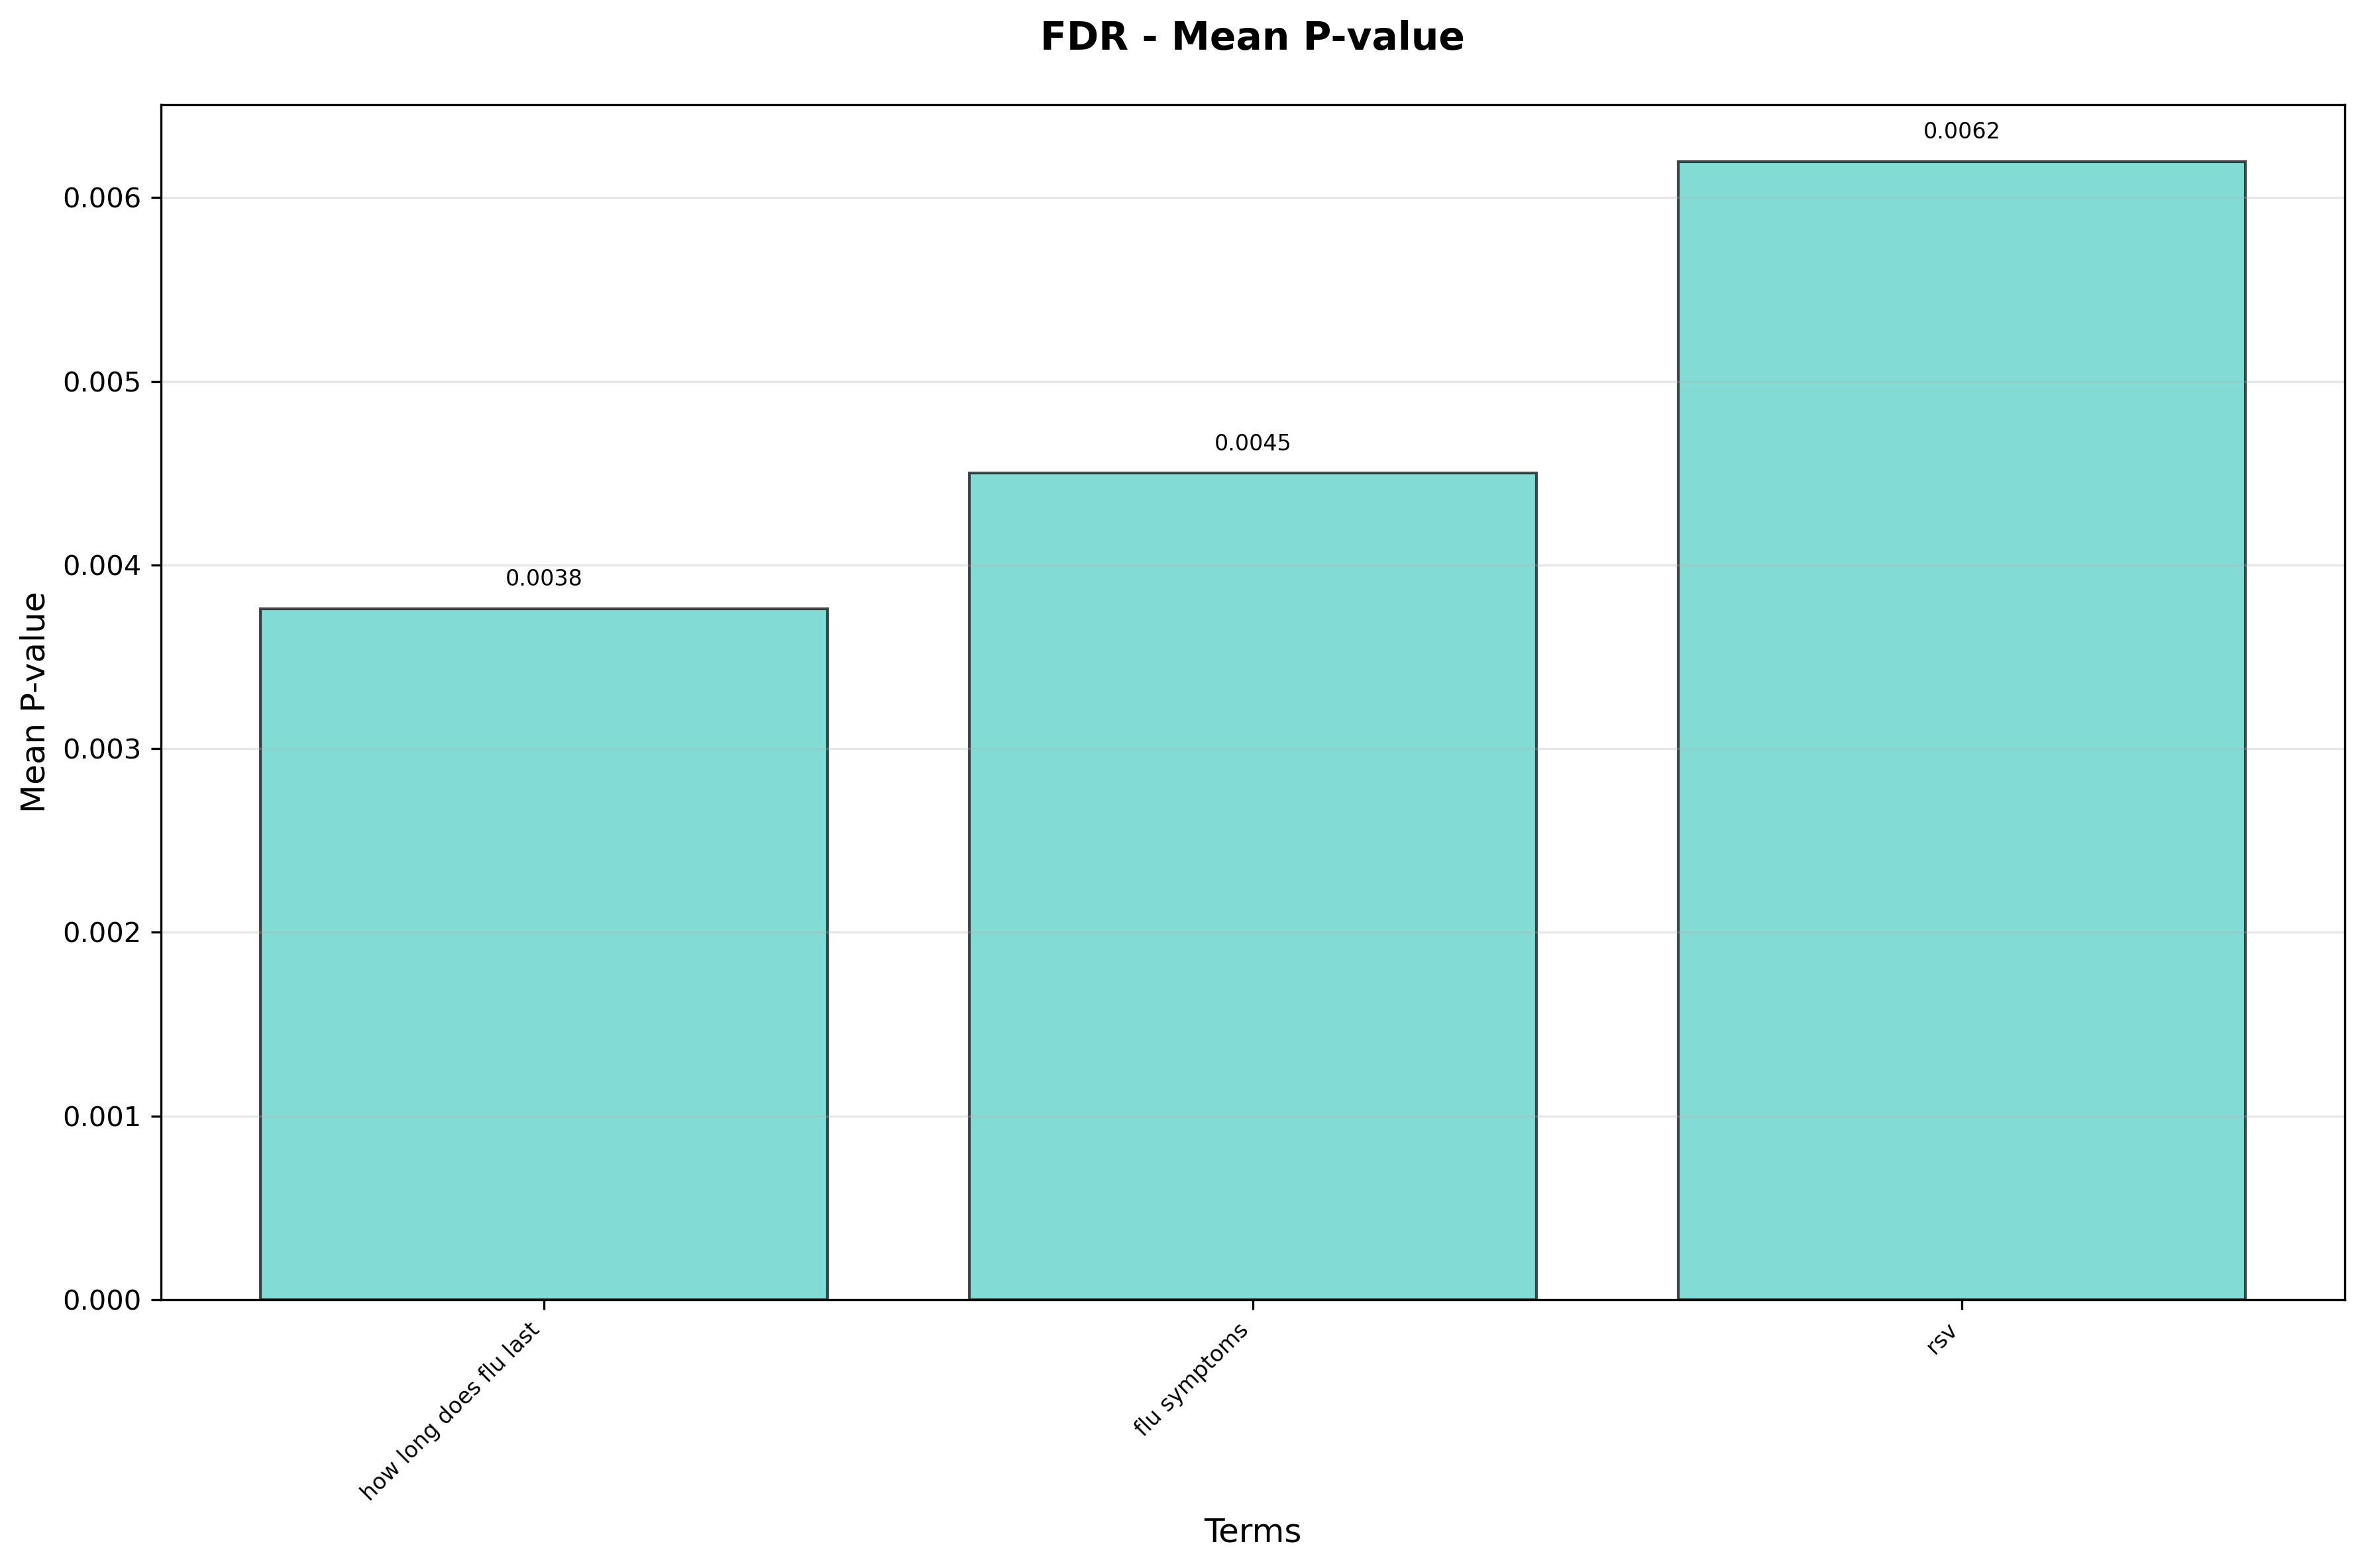 FDR - Mean P-value
Mean P-value
0.006
0.005
0.004
0.003
0.002
0.001
0.000
0.0038
0.0045
0.0062
how long does flu last
flu symptoms
rsv
Terms